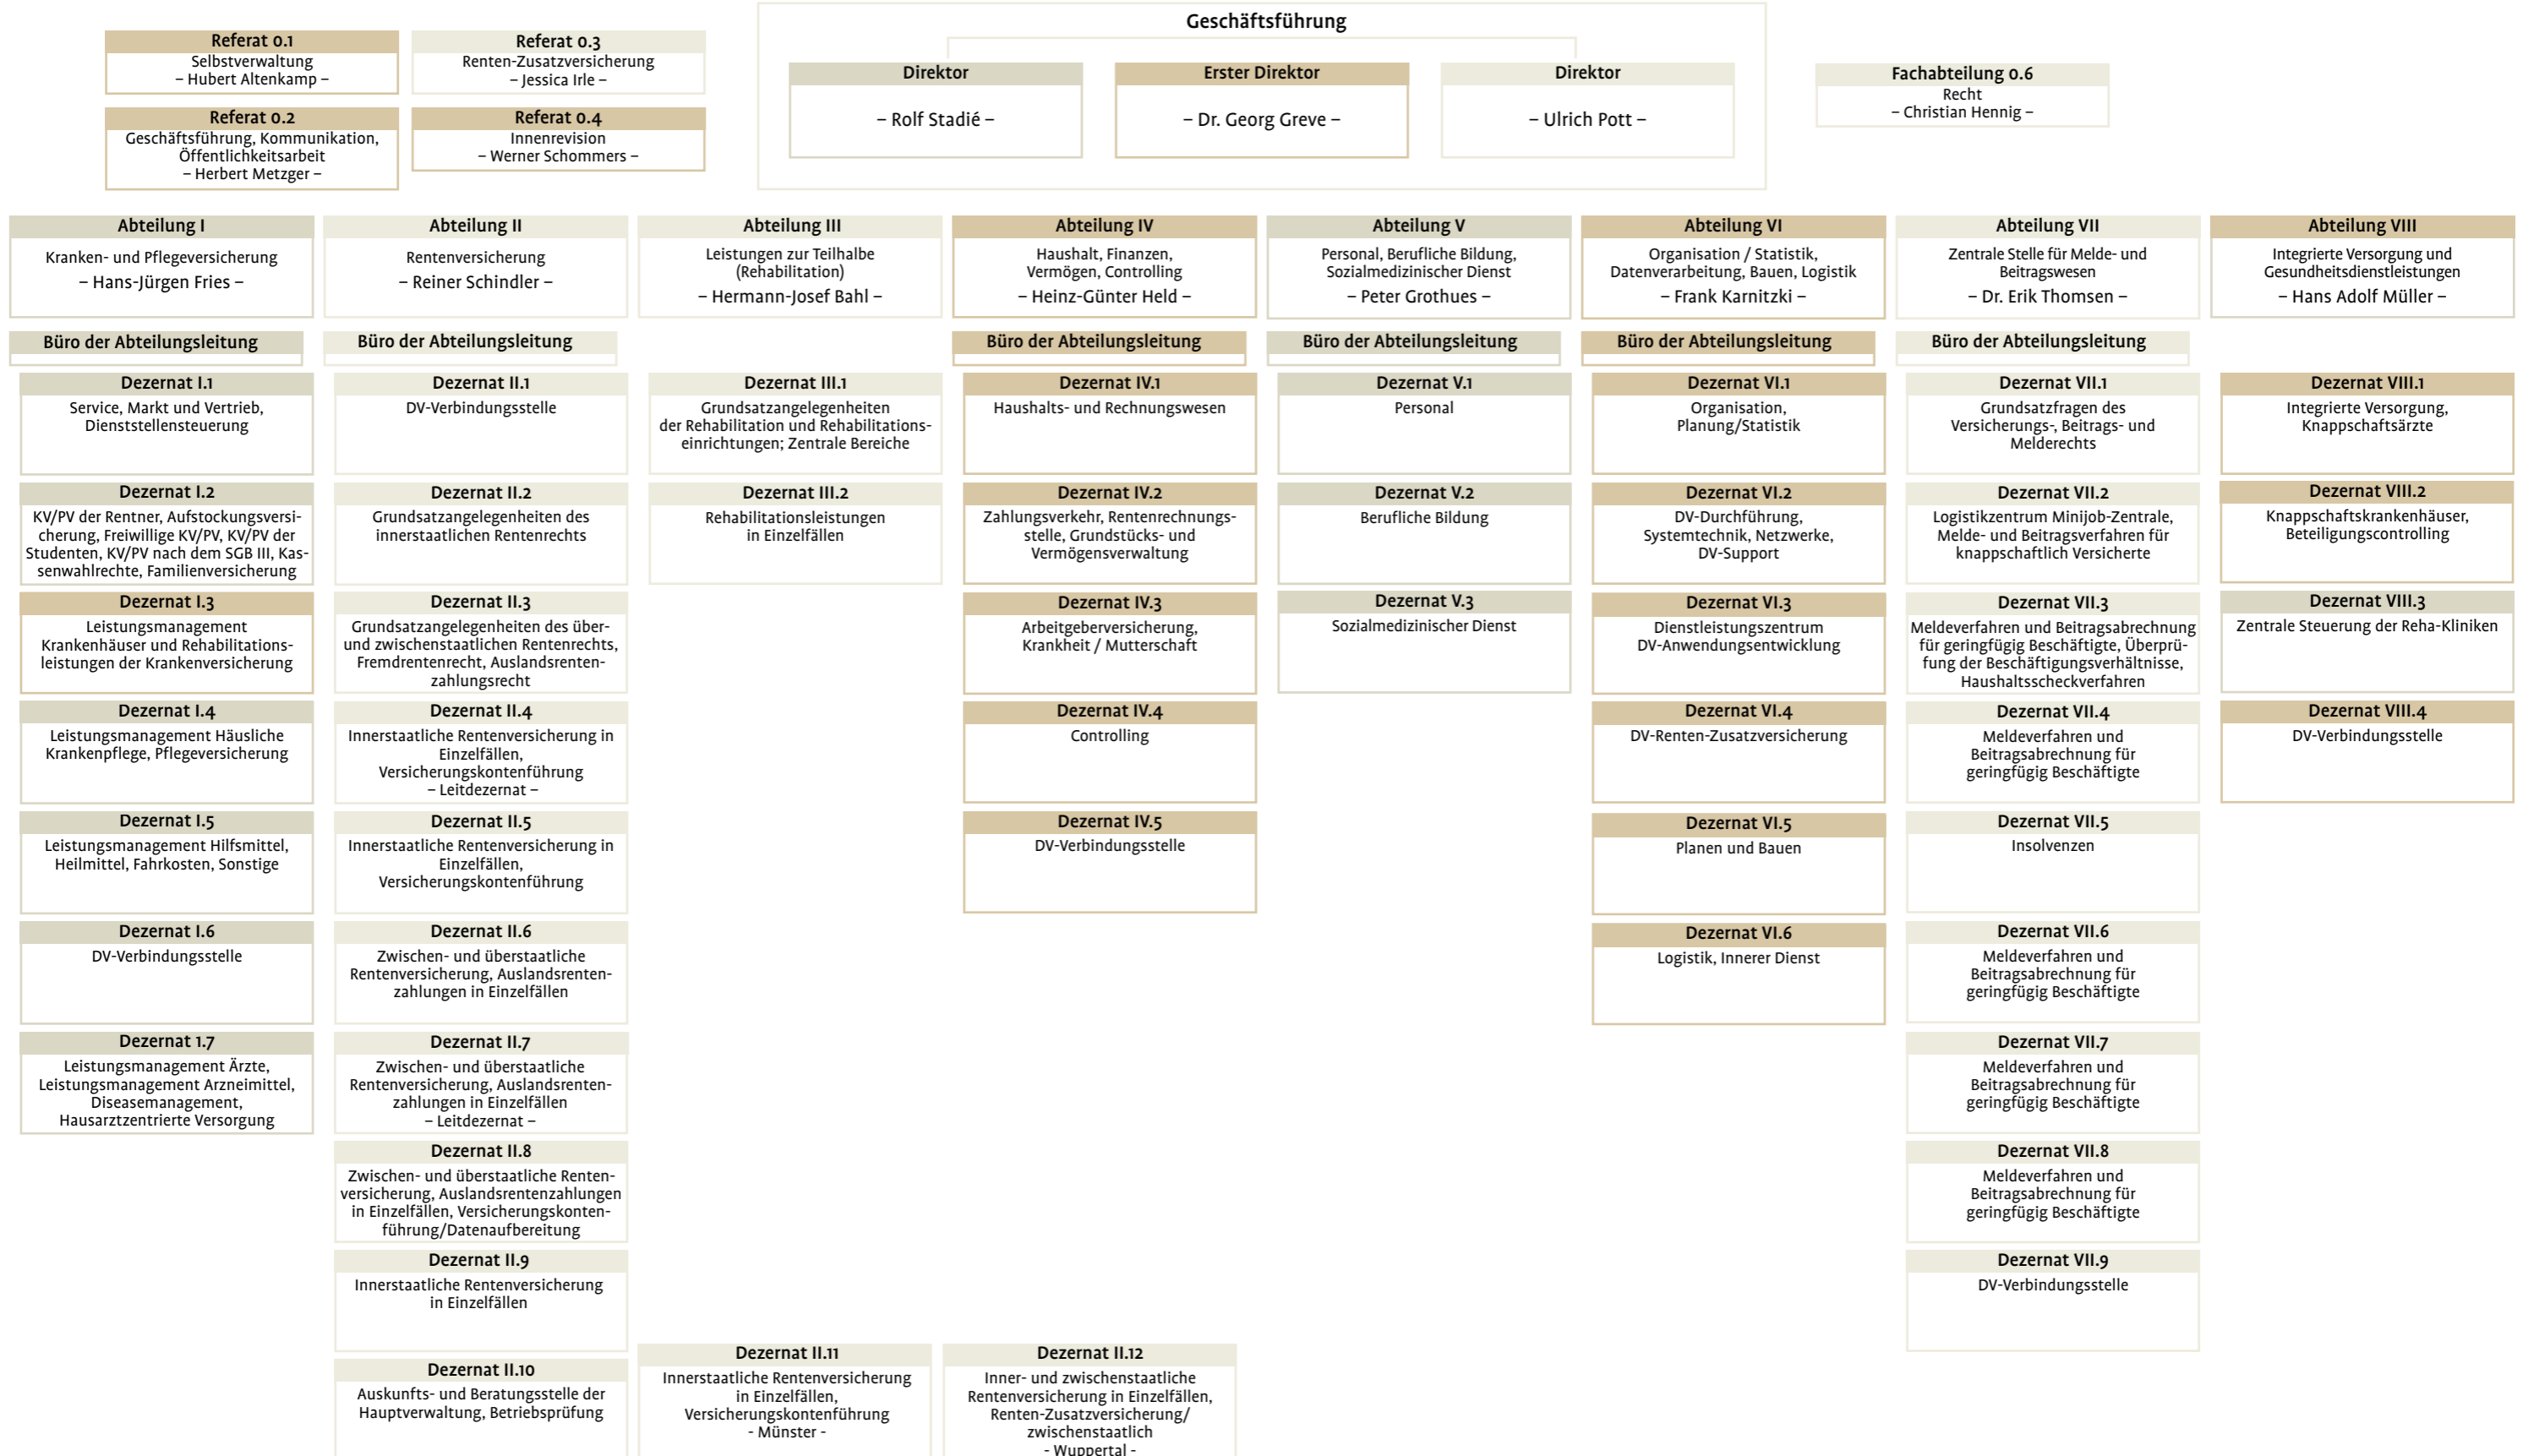 Referat 0.1
Selbstverwaltung
– Hubert Altenkamp –
Referat 0.2
Geschäftsführung, Kommunikation,
Öffentlichkeitsarbeit
– Herbert Metzger –
Referat 0.3
Renten-Zusatzversicherung
– Jessica Irle –
Referat 0.4
Innenrevision
– Werner Schommers –
Geschäftsführung
Direktor
– Rolf Stadié –
Erster Direktor
– Dr. Georg Greve –
Direktor
– Ulrich Pott –
Fachabteilung 0.6
Recht
– Christian Hennig –
Abteilung I
Kranken- und Pflegeversicherung
– Hans-Jürgen Fries –
Büro der Abteilungsleitung
Dezernat I.1
Service, Markt und Vertrieb,
Dienststellensteuerung
Dezernat I.2
KV/PV der Rentner, Aufstockungsversi-
cherung, Freiwillige KV/PV, KV/PV der
Studenten, KV/PV nach dem SGB III, Kas-
senwahlrechte, Familienversicherung
Dezernat I.3
Leistungsmanagement
Krankenhäuser und Rehabilitations-
leistungen der Krankenversicherung
Dezernat I.4
Leistungsmanagement Häusliche
Krankenpflege, Pflegeversicherung
Dezernat I.5
Leistungsmanagement Hilfsmittel,
Heilmittel, Fahrkosten, Sonstige
Dezernat I.6
DV-Verbindungsstelle
Dezernat 1.7
Leistungsmanagement Ärzte,
Leistungsmanagement Arzneimittel,
Diseasemanagement,
Hausarztzentrierte Versorgung
Abteilung II
Rentenversicherung
– Reiner Schindler –
Büro der Abteilungsleitung
Dezernat II.1
DV-Verbindungsstelle
Dezernat II.2
Grundsatzangelegenheiten des
innerstaatlichen Rentenrechts
Dezernat II.3
Grundsatzangelegenheiten des über-
und zwischenstaatlichen Rentenrechts,
Fremdrentenrecht, Auslandsrenten-
zahlungsrecht
Dezernat II.4
Innerstaatliche Rentenversicherung in
Einzelfällen,
Versicherungskontenführung
– Leitdezernat –
Dezernat II.5
Innerstaatliche Rentenversicherung in
Einzelfällen,
Versicherungskontenführung
Dezernat II.6
Zwischen- und überstaatliche
Rentenversicherung, Auslandsrenten-
zahlungen in Einzelfällen
Dezernat II.7
Zwischen- und überstaatliche
Rentenversicherung, Auslandsrenten-
zahlungen in Einzelfällen
– Leitdezernat –
Dezernat II.8
Zwischen- und überstaatliche Renten-
versicherung, Auslandsrentenzahlungen
in Einzelfällen, Versicherungskonten-
führung/Datenaufbereitung
Dezernat II.9
Innerstaatliche Rentenversicherung
in Einzelfällen
Dezernat II.10
Auskunfts- und Beratungsstelle der
Hauptverwaltung, Betriebsprüfung
Dezernat II.11
Innerstaatliche Rentenversicherung
in Einzelfällen,
Versicherungskontenführung
- Münster -
Dezernat II.12
Inner- und zwischenstaatliche
Rentenversicherung in Einzelfällen,
Renten-Zusatzversicherung/
zwischenstaatlich
- Wuppertal -
Abteilung III
Leistungen zur Teilhabe
(Rehabilitation)
– Hermann-Josef Bahl –
Dezernat III.1
Grundsatzangelegenheiten
der Rehabilitation und Rehabilitations-
einrichtungen; Zentrale Bereiche
Dezernat III.2
Rehabilitationsleistungen
in Einzelfällen
Abteilung IV
Haushalt, Finanzen,
Vermögen, Controlling
– Heinz-Günter Held –
Büro der Abteilungsleitung
Dezernat IV.1
Haushalts- und Rechnungswesen
Dezernat IV.2
Zahlungsverkehr, Rentenrechnungs-
stelle, Grundstücks- und
Vermögensverwaltung
Dezernat IV.3
Arbeitgeberversicherung,
Krankheit / Mutterschaft
Dezernat IV.4
Controlling
Dezernat IV.5
DV-Verbindungsstelle
Abteilung V
Personal, Berufliche Bildung,
Sozialmedizinischer Dienst
– Peter Grothues –
Büro der Abteilungsleitung
Dezernat V.1
Personal
Dezernat V.2
Berufliche Bildung
Dezernat V.3
Sozialmedizinischer Dienst
Abteilung VI
Organisation / Statistik,
Datenverarbeitung, Bauen, Logistik
– Frank Karnitzki –
Büro der Abteilungsleitung
Dezernat VI.1
Organisation,
Planung/Statistik
Dezernat VI.2
DV-Durchführung,
Systemtechnik, Netzwerke,
DV-Support
Dezernat VI.3
Dienstleistungszentrum
DV-Anwendungsentwicklung
Dezernat VI.4
DV-Renten-Zusatzversicherung
Dezernat VI.5
Planen und Bauen
Dezernat VI.6
Logistik, Innerer Dienst
Abteilung VII
Zentrale Stelle für Melde- und
Beitragswesen
– Dr. Erik Thomsen –
Büro der Abteilungsleitung
Dezernat VII.1
Grundsatzfragen des
Versicherungs-, Beitrags- und
Melderechts
Dezernat VII.2
Logistikzentrum Minijob-Zentrale,
Melde- und Beitragsverfahren für
knappschaftlich Versicherte
Dezernat VII.3
Meldeverfahren und Beitragsabrechnung
für geringfügig Beschäftigte, Überprü-
fung der Beschäftigungsverhältnisse,
Haushaltsscheckverfahren
Dezernat VII.4
Meldeverfahren und
Beitragsabrechnung für
geringfügig Beschäftigte
Dezernat VII.5
Insolvenzen
Dezernat VII.6
Meldeverfahren und
Beitragsabrechnung für
geringfügig Beschäftigte
Dezernat VII.7
Meldeverfahren und
Beitragsabrechnung für
geringfügig Beschäftigte
Dezernat VII.8
Meldeverfahren und
Beitragsabrechnung für
geringfügig Beschäftigte
Dezernat VII.9
DV-Verbindungsstelle
Abteilung VIII
Integrierte Versorgung und
Gesundheitsdienstleistungen
– Hans Adolf Müller –
Dezernat VIII.1
Integrierte Versorgung,
Knappschaftsärzte
Dezernat VIII.2
Knappschaftskrankenhäuser,
Beteiligungscontrolling
Dezernat VIII.3
Zentrale Steuerung der Reha-Kliniken
Dezernat VIII.4
DV-Verbindungsstelle